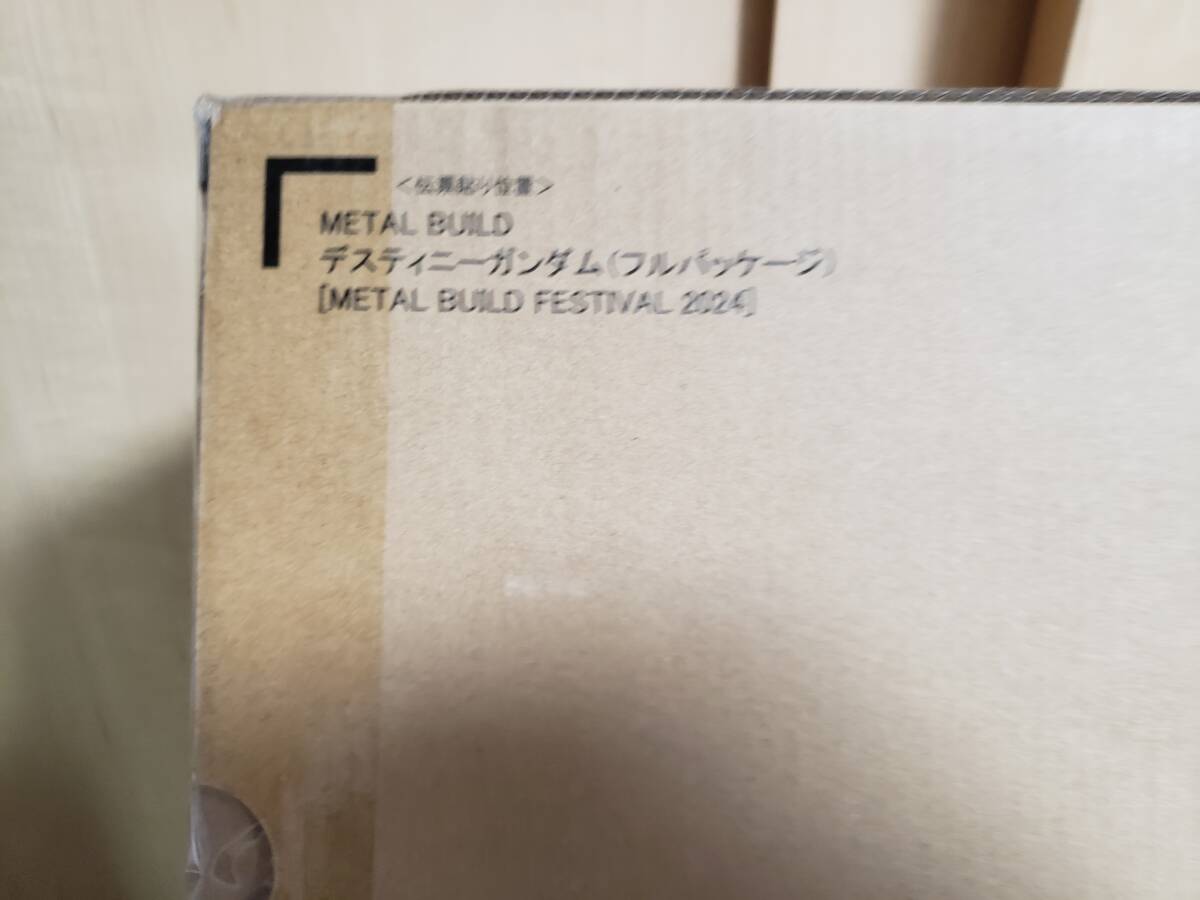 <伝票貼り位置>
METAL BUILD
デスティニーガンダム(フルパッケージ)
[METAL BUILD FESTIVAL 2024]